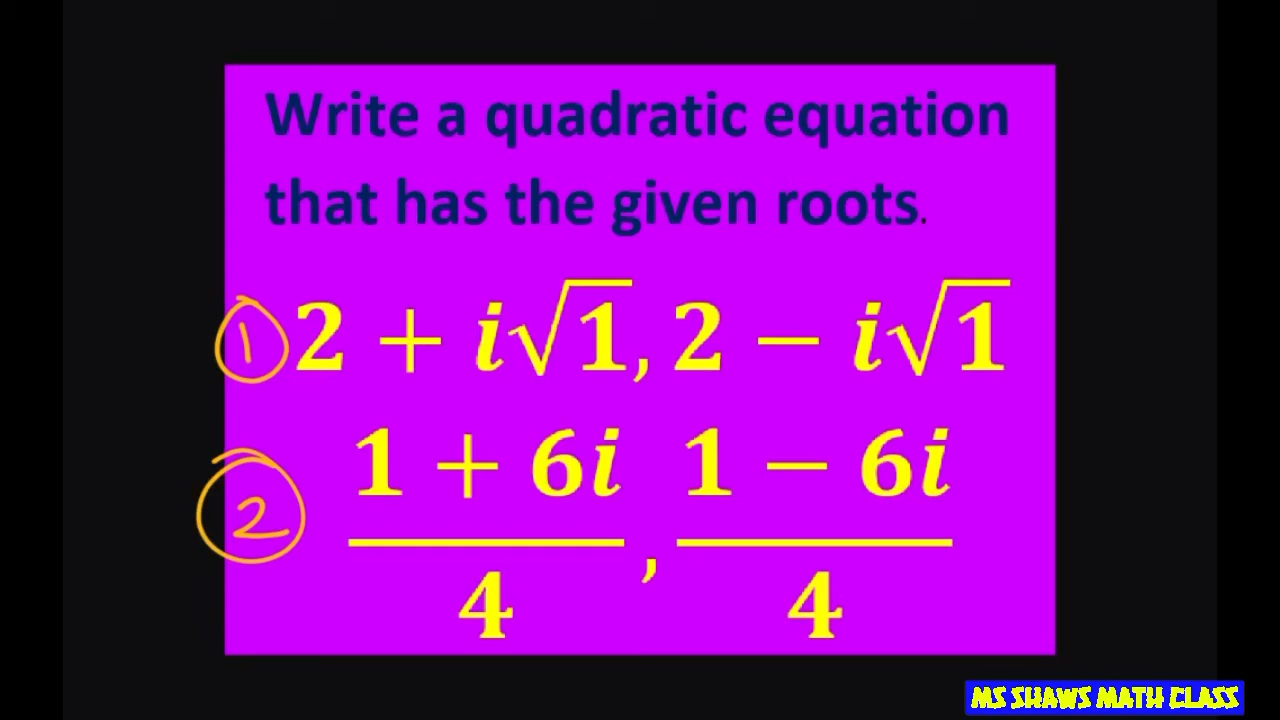 Write a quadratic equation
that has the given roots.
① 2 + i√1, 2 − i√1
② (1 + 6i)/4, (1 − 6i)/4
MS SHAWS MATH CLASS